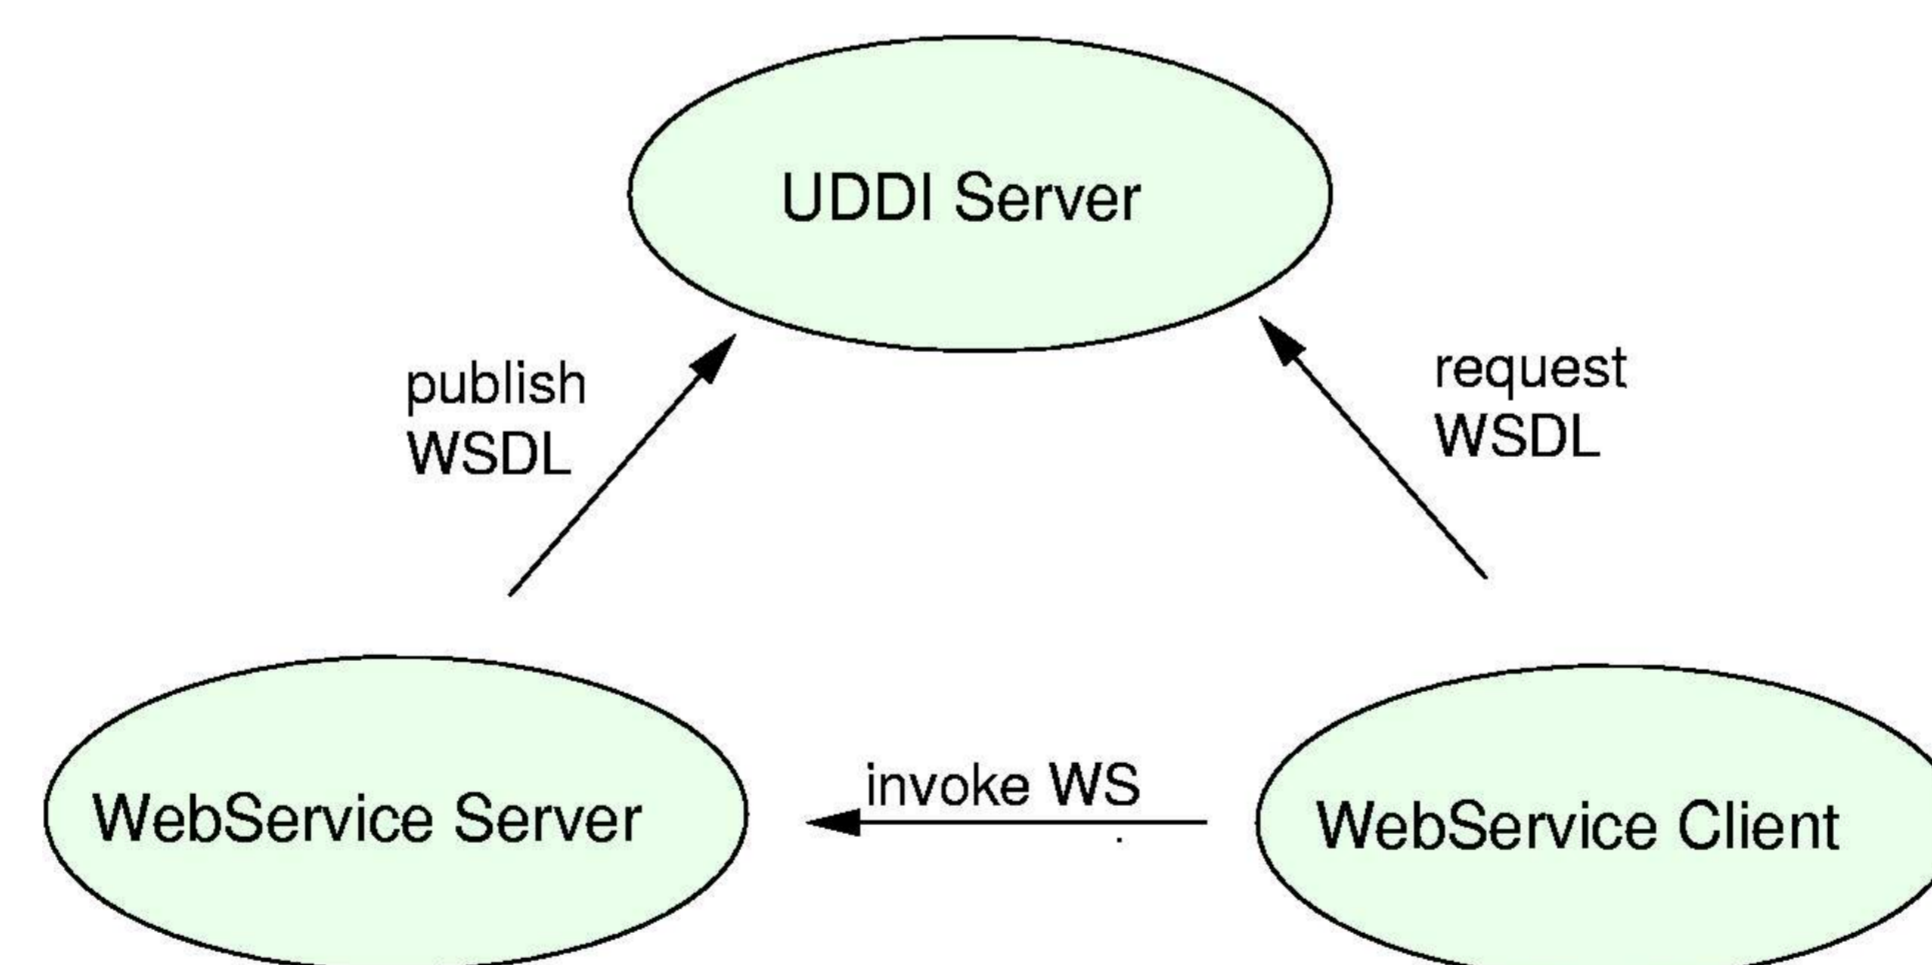 UDDI Server
publish
WSDL
request
WSDL
invoke WS
WebService Server
WebService Client